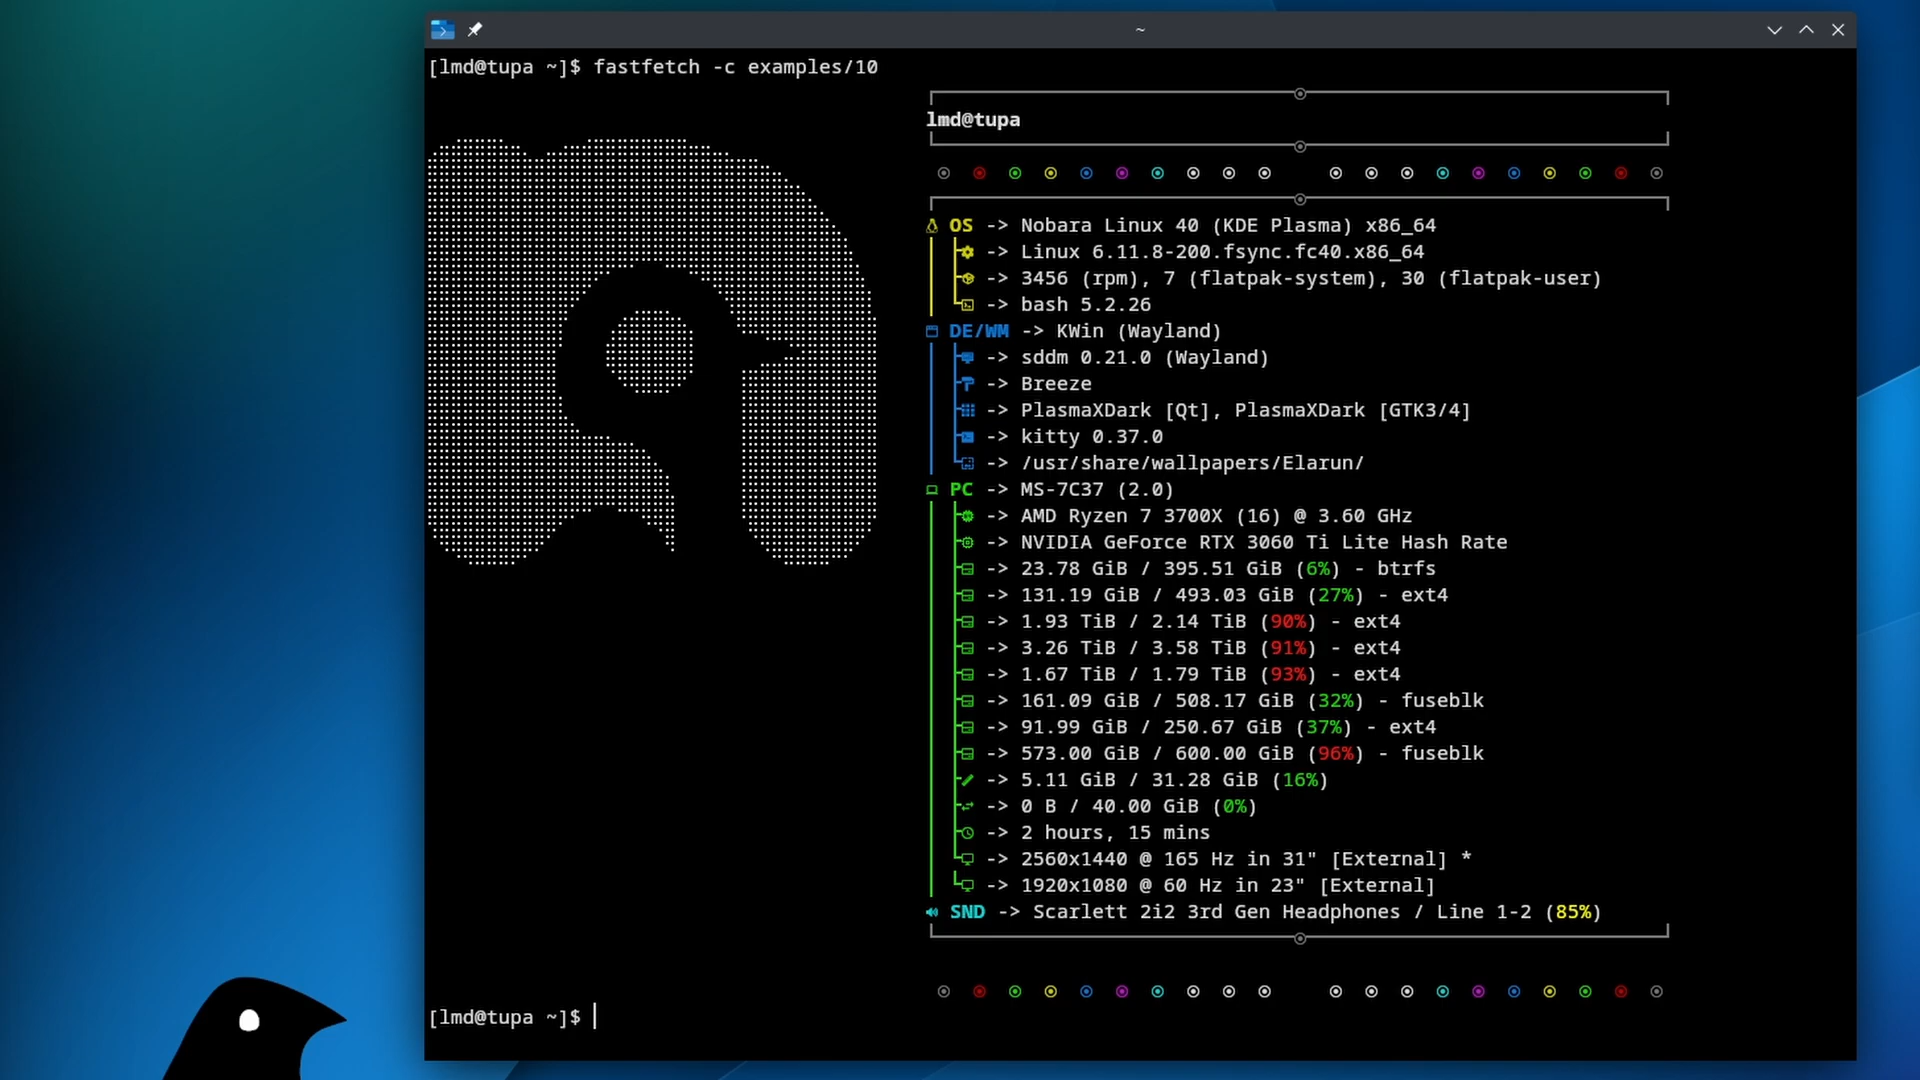 ~
[lmd@tupa ~]$ fastfetch -c examples/10
lmd@tupa
OS -> Nobara Linux 40 (KDE Plasma) x86_64
-> Linux 6.11.8-200.fsync.fc40.x86_64
-> 3456 (rpm), 7 (flatpak-system), 30 (flatpak-user)
-> bash 5.2.26
DE/WM -> KWin (Wayland)
-> sddm 0.21.0 (Wayland)
-> Breeze
-> PlasmaXDark [Qt], PlasmaXDark [GTK3/4]
-> kitty 0.37.0
-> /usr/share/wallpapers/Elarun/
PC -> MS-7C37 (2.0)
-> AMD Ryzen 7 3700X (16) @ 3.60 GHz
-> NVIDIA GeForce RTX 3060 Ti Lite Hash Rate
-> 23.78 GiB / 395.51 GiB (6%) - btrfs
-> 131.19 GiB / 493.03 GiB (27%) - ext4
-> 1.93 TiB / 2.14 TiB (90%) - ext4
-> 3.26 TiB / 3.58 TiB (91%) - ext4
-> 1.67 TiB / 1.79 TiB (93%) - ext4
-> 161.09 GiB / 508.17 GiB (32%) - fuseblk
-> 91.99 GiB / 250.67 GiB (37%) - ext4
-> 573.00 GiB / 600.00 GiB (96%) - fuseblk
-> 5.11 GiB / 31.28 GiB (16%)
-> 0 B / 40.00 GiB (0%)
-> 2 hours, 15 mins
-> 2560x1440 @ 165 Hz in 31" [External] *
-> 1920x1080 @ 60 Hz in 23" [External]
SND -> Scarlett 2i2 3rd Gen Headphones / Line 1-2 (85%)
[lmd@tupa ~]$